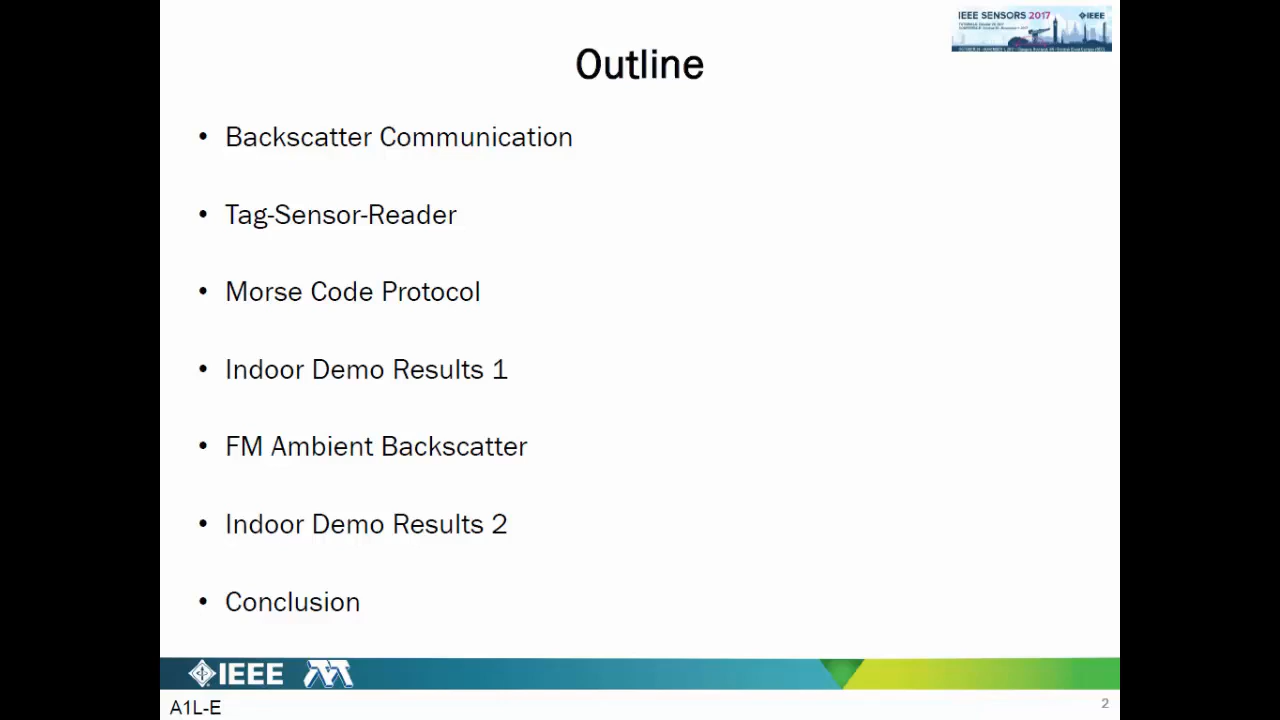 IEEE SENSORS 2017
IEEE
Outline
• Backscatter Communication
• Tag-Sensor-Reader
• Morse Code Protocol
• Indoor Demo Results 1
• FM Ambient Backscatter
• Indoor Demo Results 2
• Conclusion
IEEE
A1L-E
2